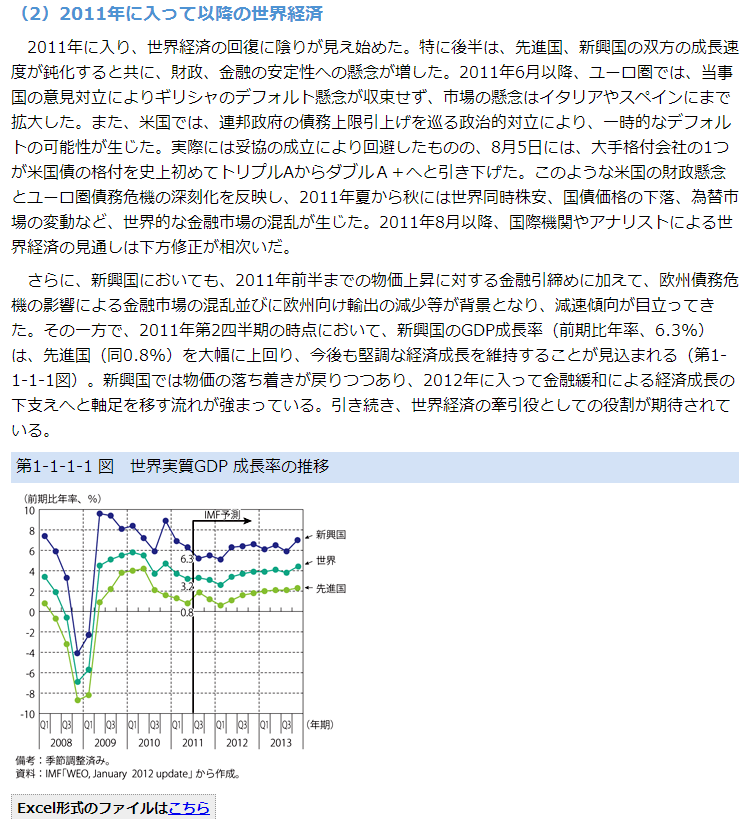 （2）2011年に入って以降の世界経済
2011年に入り、世界経済の回復に陰りが見え始めた。特に後半は、先進国、新興国の双方の成長速
度が鈍化すると共に、財政、金融の安定性への懸念が増した。2011年6月以降、ユーロ圏では、当事
国の意見対立によりギリシャのデフォルト懸念が収束せず、市場の懸念はイタリアやスペインにまで
拡大した。また、米国では、連邦政府の債務上限引上げを巡る政治的対立により、一時的なデフォル
トの可能性が生じた。実際には妥協の成立により回避したものの、8月5日には、大手格付会社の1つ
が米国債の格付を史上初めてトリプルAからダブルＡ＋へと引き下げた。このような米国の財政懸念
とユーロ圏債務危機の深刻化を反映し、2011年夏から秋には世界同時株安、国債価格の下落、為替市
場の変動など、世界的な金融市場の混乱が生じた。2011年8月以降、国際機関やアナリストによる世
界経済の見通しは下方修正が相次いだ。
さらに、新興国においても、2011年前半までの物価上昇に対する金融引締めに加えて、欧州債務危
機の影響による金融市場の混乱並びに欧州向け輸出の減少等が背景となり、減速傾向が目立ってき
た。その一方で、2011年第2四半期の時点において、新興国のGDP成長率（前期比年率、6.3%）
は、先進国（同0.8%）を大幅に上回り、今後も堅調な経済成長を維持することが見込まれる（第1-
1-1-1図）。新興国では物価の落ち着きが戻りつつあり、2012年に入って金融緩和による経済成長の
下支えへと軸足を移す流れが強まっている。引き続き、世界経済の牽引役としての役割が期待されて
いる。
第1-1-1-1 図　世界実質GDP 成長率の推移
（前期比年率、%）
10
8
6
4
2
0
-2
-4
-6
-8
-10
IMF予測
新興国
世界
先進国
6.3
3.2
0.8
Q1 Q3 Q1 Q3 Q1 Q3 Q1 Q3 Q1 Q3 Q1 Q3 （年期）
2008 2009 2010 2011 2012 2013
備考：季節調整済み。
資料：IMF「WEO, January 2012 update」から作成。
Excel形式のファイルはこちら